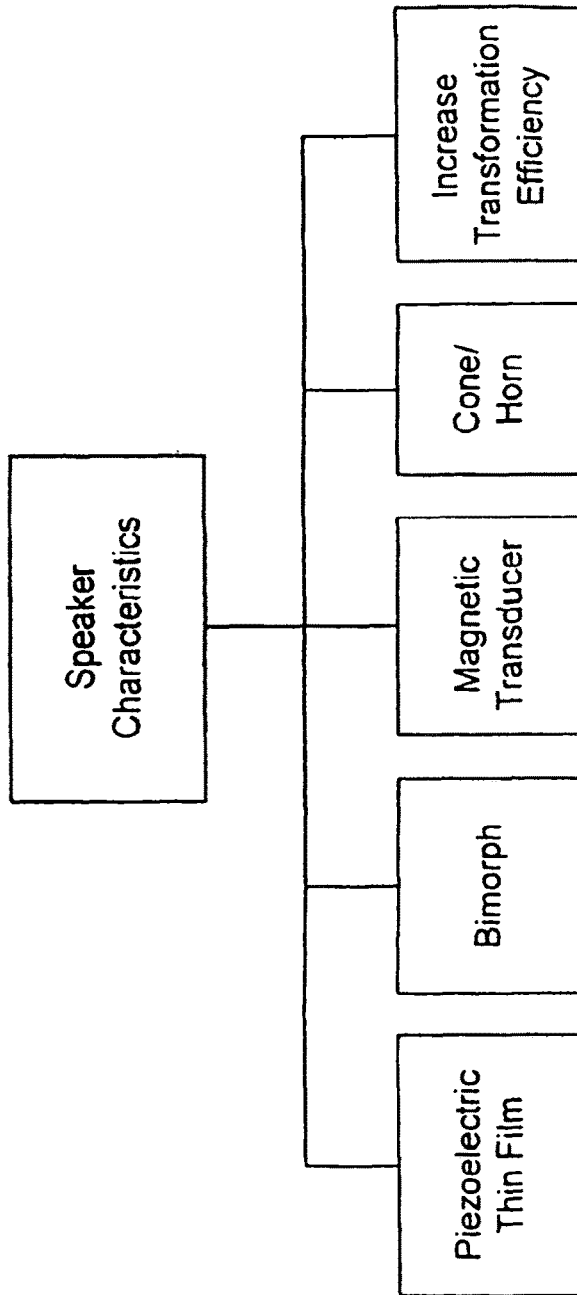 Speaker
Characteristics
Piezoelectric
Thin Film
Bimorph
Magnetic
Transducer
Cone/
Horn
Increase
Transformation
Efficiency